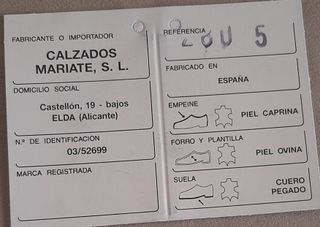 FABRICANTE O IMPORTADOR
CALZADOS
MARIATE, S. L.
DOMICILIO SOCIAL
Castellón, 19 - bajos
ELDA (Alicante)
N.º DE IDENTIFICACION
03/52699
MARCA REGISTRADA
REFERENCIA
5
FABRICADO EN
ESPAÑA
EMPEINE
PIEL CAPRINA
FORRO Y PLANTILLA
PIEL OVINA
SUELA
CUERO
PEGADO